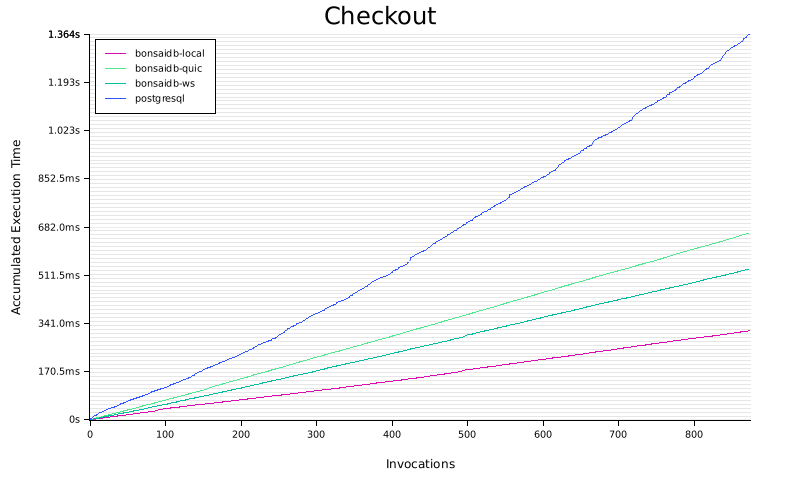 Checkout
1.364s
1.193s
1.023s
852.5ms
682.0ms
511.5ms
341.0ms
170.5ms
0s
Accumulated Execution Time
bonsaidb-local
bonsaidb-quic
bonsaidb-ws
postgresql
0 100 200 300 400 500 600 700 800
Invocations